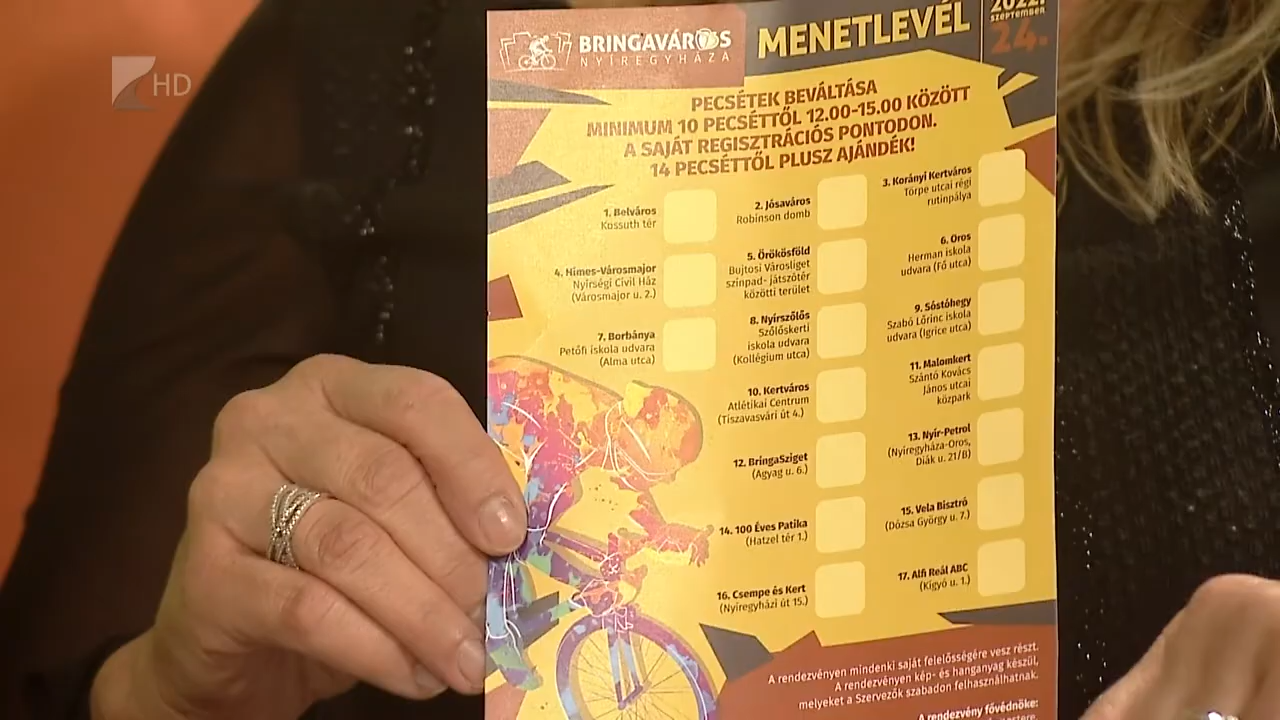 HD
BRINGAVÁROS
NYÍREGYHÁZA
MENETLEVÉL
2022.
SZEPTEMBER
24.
PECSÉTEK BEVÁLTÁSA
MINIMUM 10 PECSÉTTŐL 12.00-15.00 KÖZÖTT
A SAJÁT REGISZTRÁCIÓS PONTODON.
14 PECSÉTTŐL PLUSZ AJÁNDÉK!
1. Belváros
Kossuth tér
2. Jósaváros
Robinson domb
3. Korányi Kertváros
Törpe utcai régi
rutinpálya
4. Hímes-Városmajor
Nyírségi Civil Ház
(Városmajor u. 2.)
5. Örökösföld
Bujtosi Városliget
színpad- játszótér
közötti terület
6. Oros
Herman iskola
udvara (Fő utca)
7. Borbánya
Petőfi iskola udvara
(Alma utca)
8. Nyírszőlős
Szőlőskerti
iskola udvara
(Kollégium utca)
9. Sóstóhegy
Szabó Lőrinc iskola
udvara (Igrice utca)
10. Kertváros
Atlétikai Centrum
(Tiszavasvári út 4.)
11. Malomkert
Szántó Kovács
János utcai
közpark
12. BringaSziget
(Agyag u. 6.)
13. Nyír-Petrol
(Nyíregyháza-Oros,
Diák u. 21/B)
14. 100 Éves Patika
(Hatzel tér 1.)
15. Vela Bisztró
(Dózsa György u. 7.)
16. Csempe és Kert
(Nyíregyházi út 15.)
17. Alfi Reál ABC
(Kígyó u. 1.)
A rendezvényen mindenki saját felelősségére vesz részt.
A rendezvényen kép- és hanganyag készül,
melyeket a Szervezők szabadon felhasználhatnak.
A rendezvény fővédnöke: